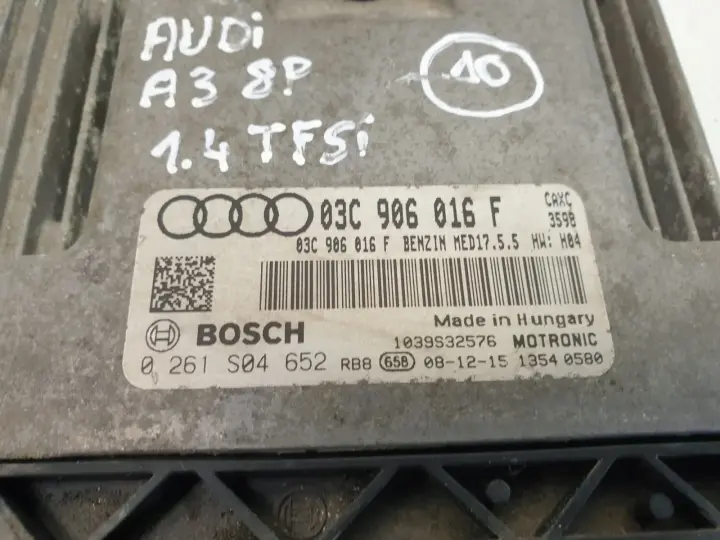 AUDi
A3 8P
1.4 TFSi
10
03C 906 016 F
CAXC
3598
03C 906 016 F BENZIN MED17.5.5 HW: H04
Made in Hungary
BOSCH
1039S32576 MOTRONIC
0 261 S04 652 RB8 65B 08-12-15 1354 0580